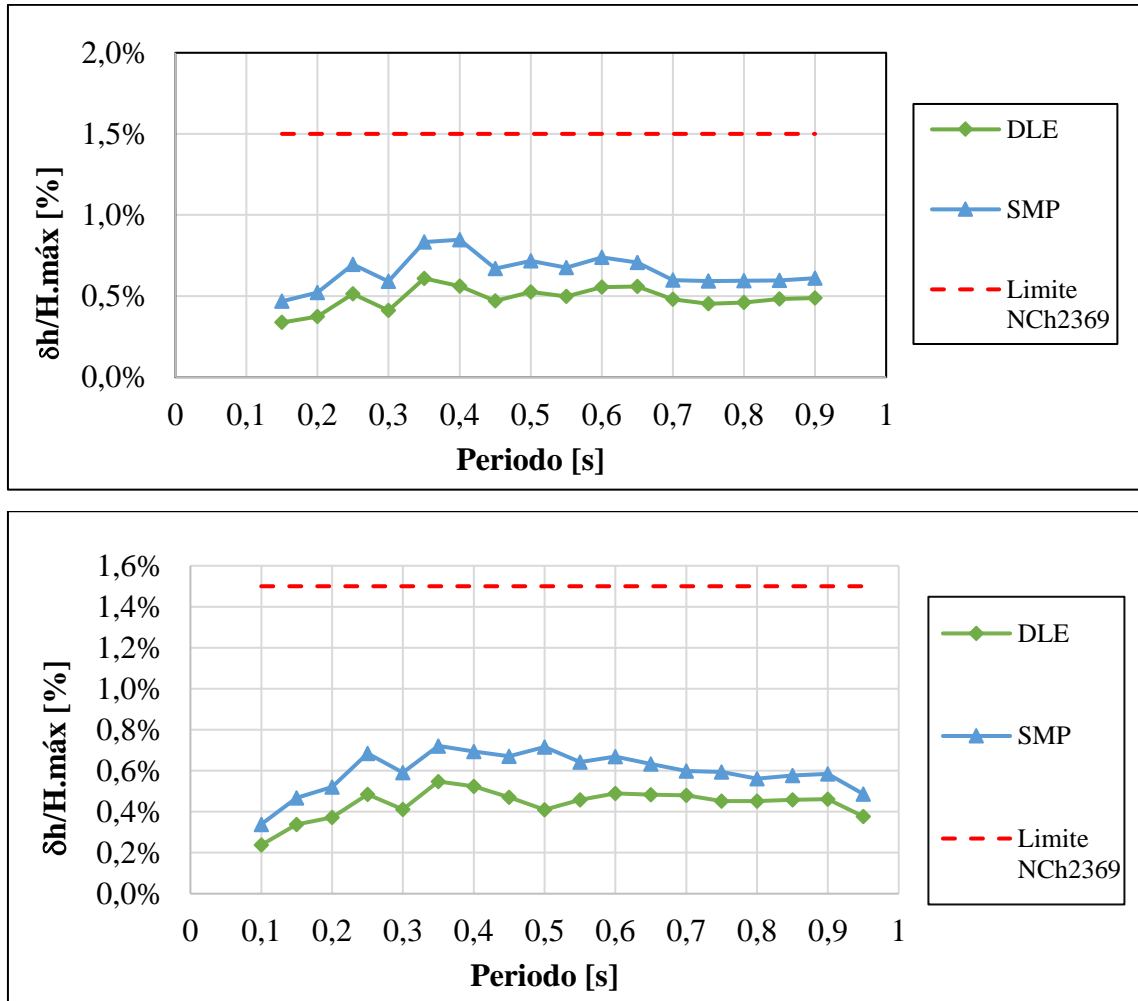 2,0%
1,5%
1,0%
0,5%
0,0%
δh/H.máx [%]
0 0,1 0,2 0,3 0,4 0,5 0,6 0,7 0,8 0,9 1
Periodo [s]
DLE
SMP
Limite
NCh2369
1,6%
1,4%
1,2%
1,0%
0,8%
0,6%
0,4%
0,2%
0,0%
δh/H.máx [%]
0 0,1 0,2 0,3 0,4 0,5 0,6 0,7 0,8 0,9 1
Periodo [s]
DLE
SMP
Limite
NCh2369